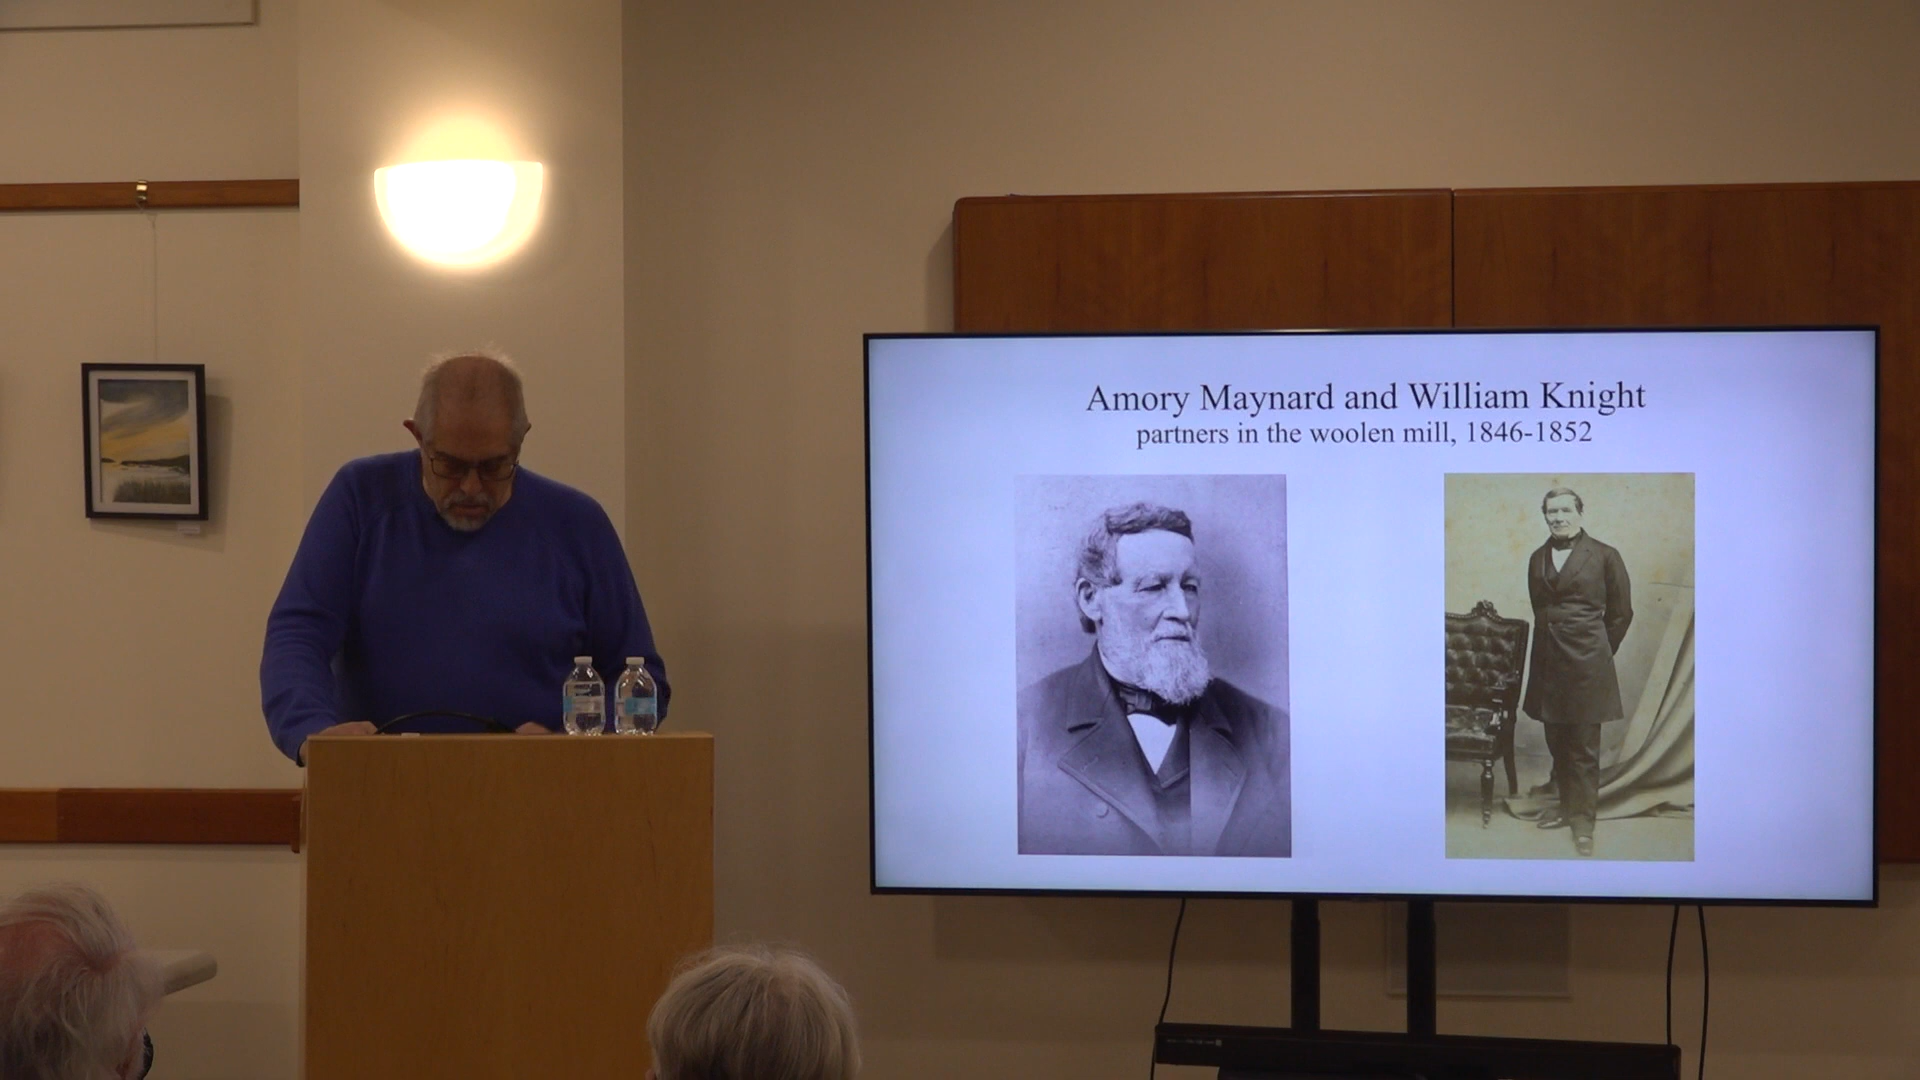 Amory Maynard and William Knight
partners in the woolen mill, 1846-1852